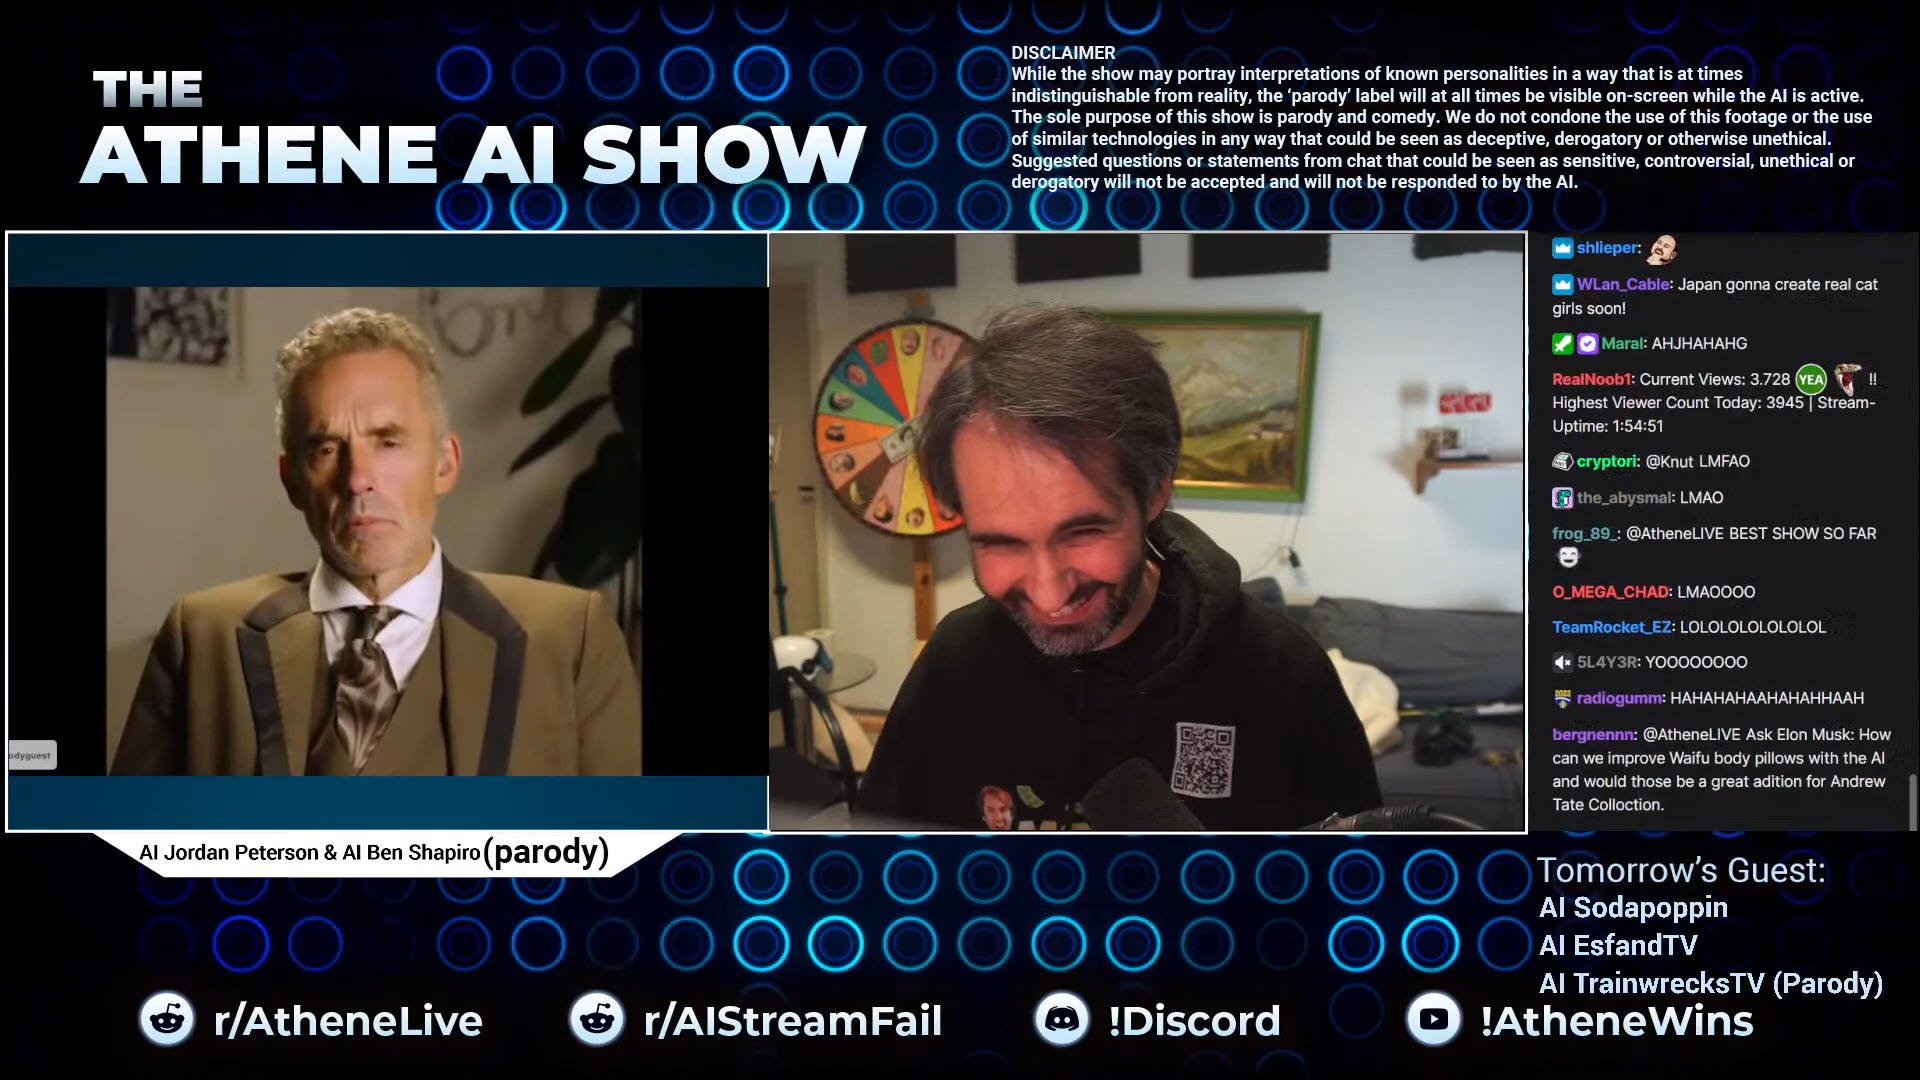 THE
ATHENE AI SHOW
DISCLAIMER
While the show may portray interpretations of known personalities in a way that is at times
indistinguishable from reality, the ‘parody’ label will at all times be visible on-screen while the AI is active.
The sole purpose of this show is parody and comedy. We do not condone the use of this footage or the use
of similar technologies in any way that could be seen as deceptive, derogatory or otherwise unethical.
Suggested questions or statements from chat that could be seen as sensitive, controversial, unethical or
derogatory will not be accepted and will not be responded to by the AI.
odyguest
AI Jordan Peterson & AI Ben Shapiro(parody)
shlieper:
WLan_Cable: Japan gonna create real cat
girls soon!
Maral: AHJHAHAHG
RealNoob1: Current Views: 3.728 YEA !!
Highest Viewer Count Today: 3945 | Stream-
Uptime: 1:54:51
cryptori: @Knut LMFAO
the_abysmal: LMAO
frog_89_: @AtheneLIVE BEST SHOW SO FAR
O_MEGA_CHAD: LMAOOOO
TeamRocket_EZ: LOLOLOLOLOLOLOL
5L4Y3R: YOOOOOOOO
radiogumm: HAHAHAHAAHAHAHHAAH
bergnennn: @AtheneLIVE Ask Elon Musk: How
can we improve Waifu body pillows with the AI
and would those be a great adition for Andrew
Tate Colloction.
Tomorrow’s Guest:
AI Sodapoppin
AI EsfandTV
AI TrainwrecksTV (Parody)
r/AtheneLive
r/AIStreamFail
!Discord
!AtheneWins